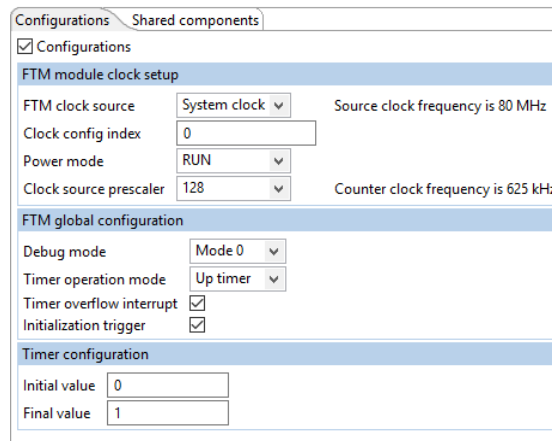 Configurations Shared components
Configurations
FTM module clock setup
FTM clock source System clock Source clock frequency is 80 MHz
Clock config index 0
Power mode RUN
Clock source prescaler 128 Counter clock frequency is 625 kHz
FTM global configuration
Debug mode Mode 0
Timer operation mode Up timer
Timer overflow interrupt
Initialization trigger
Timer configuration
Initial value 0
Final value 1